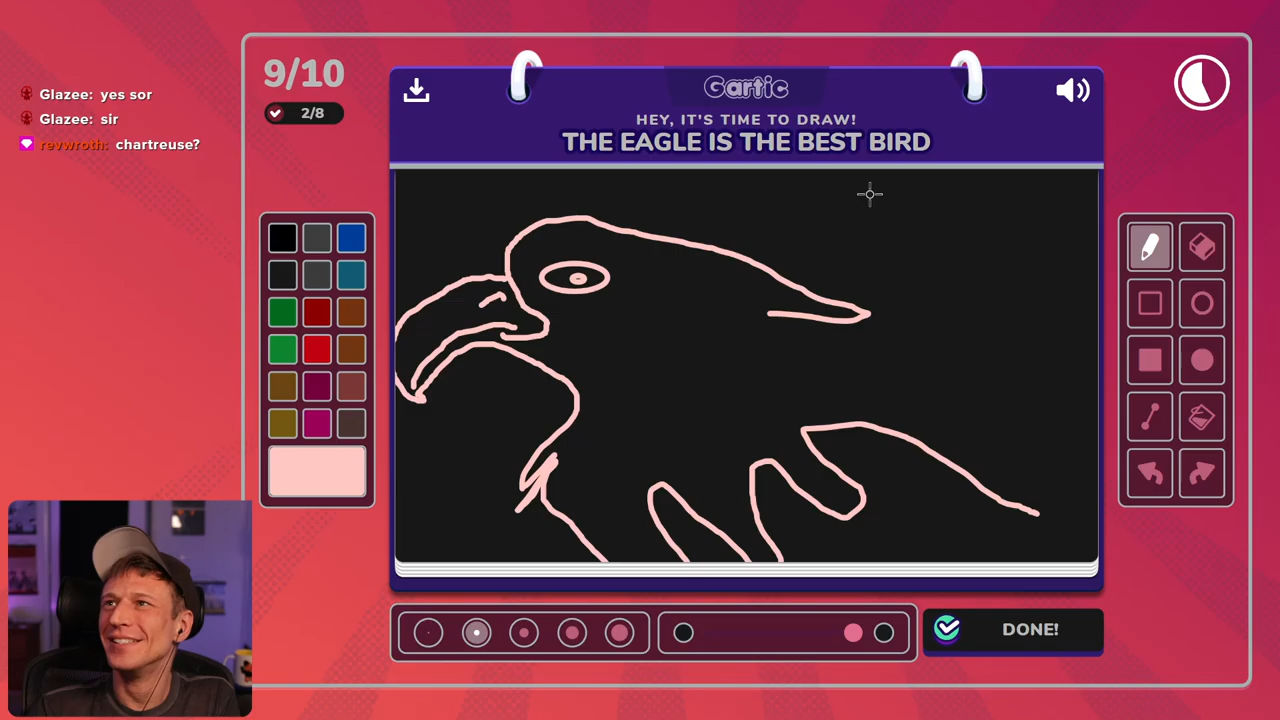 9/10
2/8
Glazee: yes sor
Glazee: sir
revwroth: chartreuse?
Gartic
HEY, IT'S TIME TO DRAW!
THE EAGLE IS THE BEST BIRD
DONE!